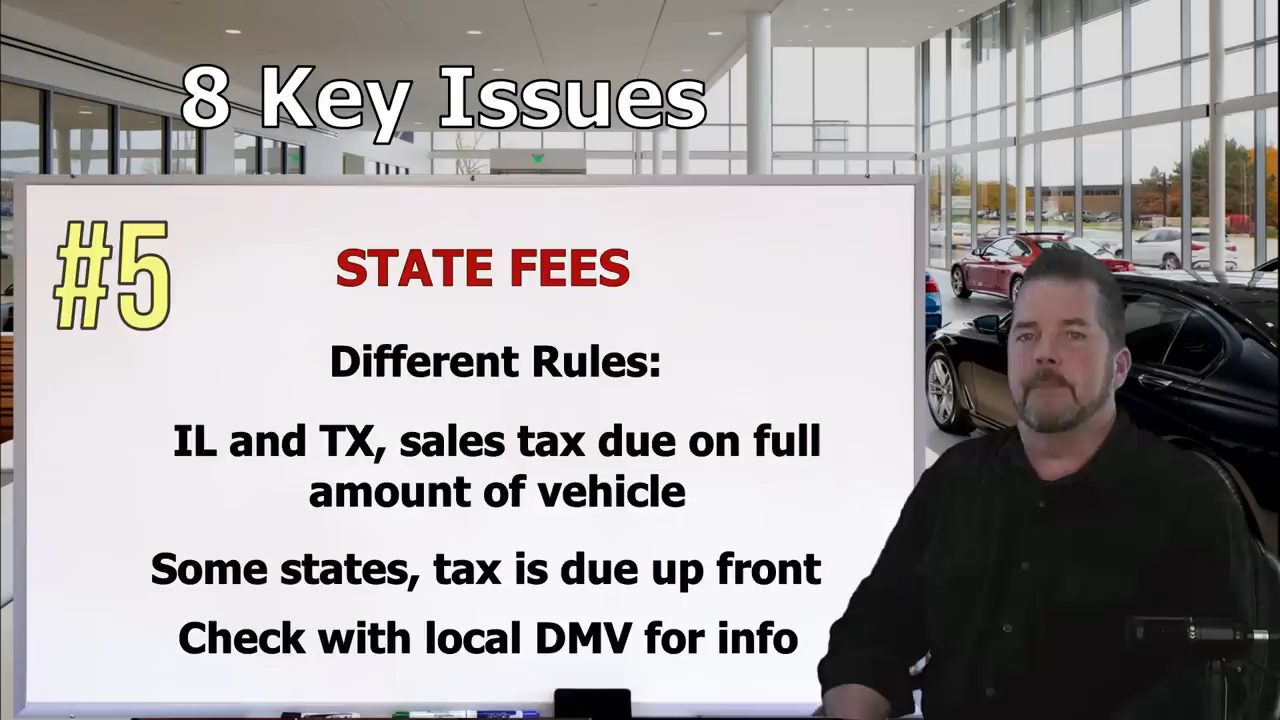 8 Key Issues
#5
STATE FEES
Different Rules:
IL and TX, sales tax due on full
amount of vehicle
Some states, tax is due up front
Check with local DMV for info